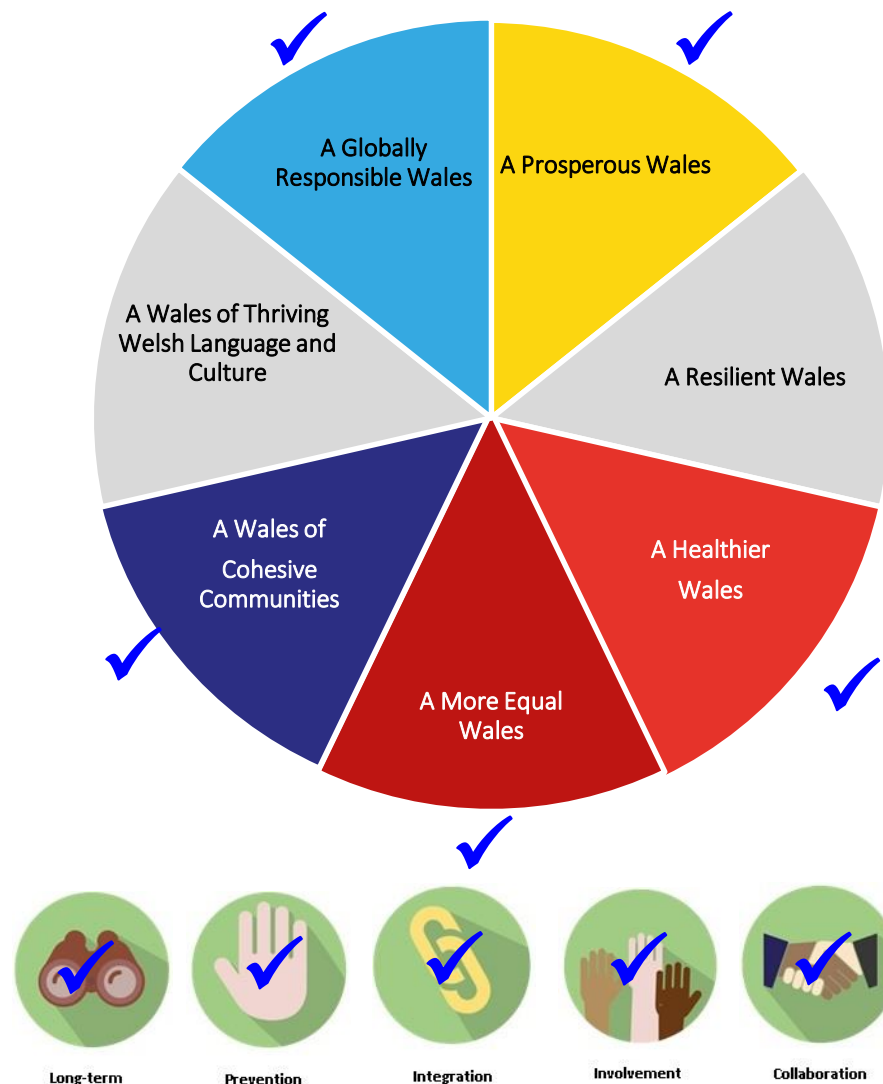 A Globally
Responsible Wales
A Prosperous Wales
A Wales of Thriving
Welsh Language and
Culture
A Resilient Wales
A Wales of
Cohesive
Communities
A Healthier
Wales
A More Equal
Wales
Long-term
Prevention
Integration
Involvement
Collaboration